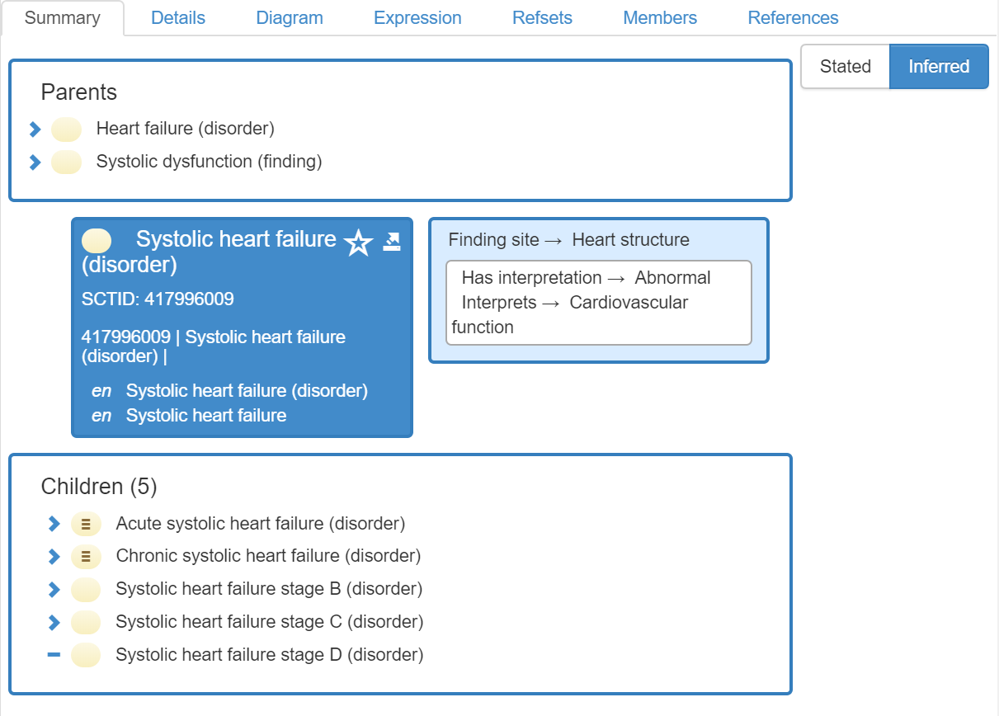 Summary Details Diagram Expression Refsets Members References
Stated Inferred
Parents
Heart failure (disorder)
Systolic dysfunction (finding)
Systolic heart failure
(disorder)
SCTID: 417996009
417996009 | Systolic heart failure
(disorder) |
en Systolic heart failure (disorder)
en Systolic heart failure
Finding site → Heart structure
Has interpretation → Abnormal
Interprets → Cardiovascular
function
Children (5)
Acute systolic heart failure (disorder)
Chronic systolic heart failure (disorder)
Systolic heart failure stage B (disorder)
Systolic heart failure stage C (disorder)
Systolic heart failure stage D (disorder)